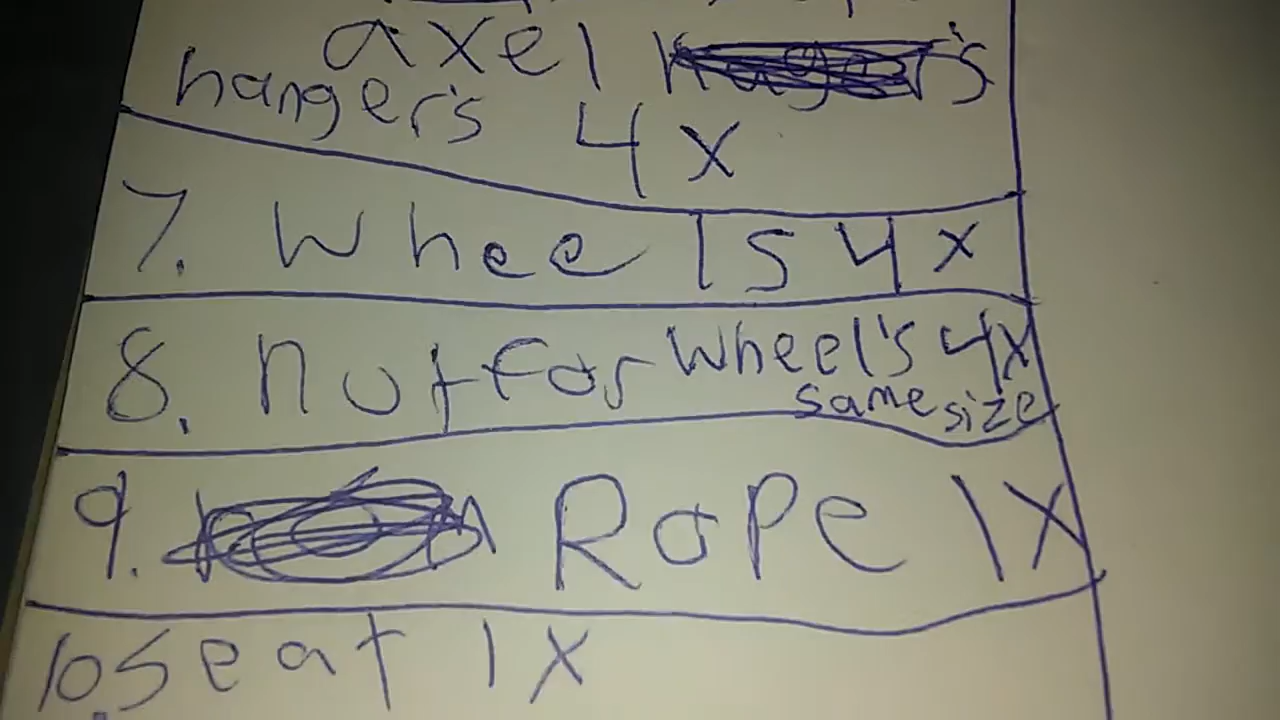 axel
hanger's 4x
7. Wheels 4x
8. nut for wheel's 4x
same size
9. Rope 1x
10. Seat 1x